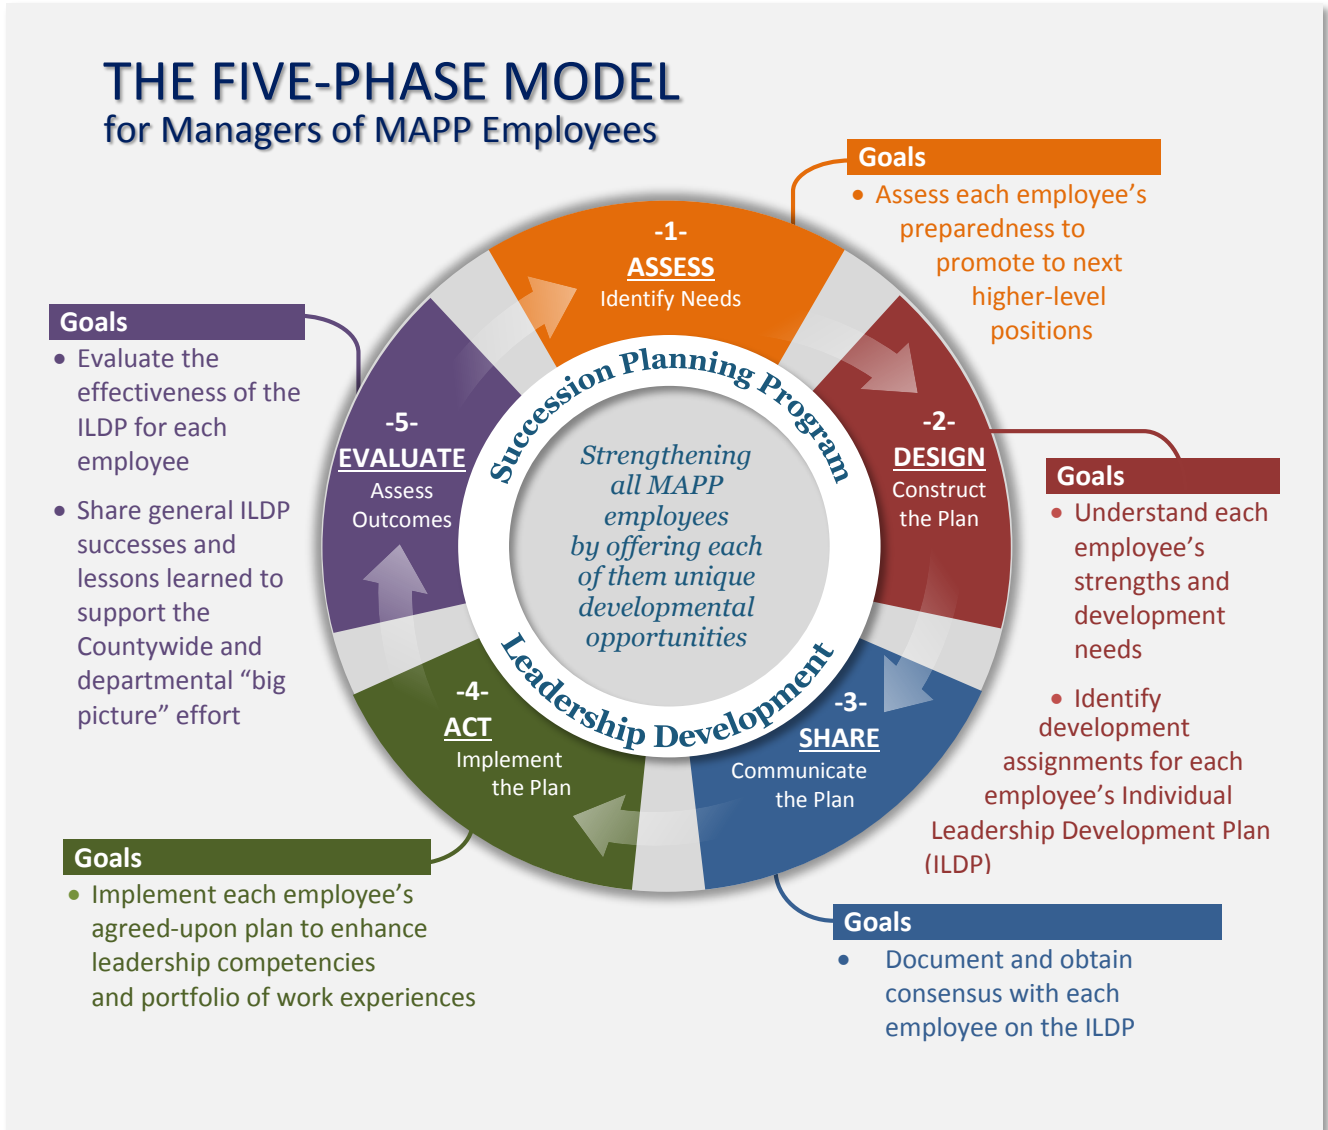 THE FIVE-PHASE MODEL
for Managers of MAPP Employees
-1-
ASSESS
Identify Needs
Goals
• Assess each employee's
preparedness to
promote to next
higher-level
positions
-2-
DESIGN
Construct
the Plan
Goals
• Understand each
employee's
strengths and
development
needs
• Identify
development
assignments for each
employee's Individual
Leadership Development Plan
(ILDP)
-3-
SHARE
Communicate
the Plan
Goals
• Document and obtain
consensus with each
employee on the ILDP
-4-
ACT
Implement
the Plan
Goals
• Implement each employee's
agreed-upon plan to enhance
leadership competencies
and portfolio of work experiences
-5-
EVALUATE
Assess
Outcomes
Goals
• Evaluate the
effectiveness of the
ILDP for each
employee
• Share general ILDP
successes and
lessons learned to
support the
Countywide and
departmental "big
picture" effort
Succession Planning Program
Strengthening
all MAPP
employees
by offering each
of them unique
developmental
opportunities
Leadership Development